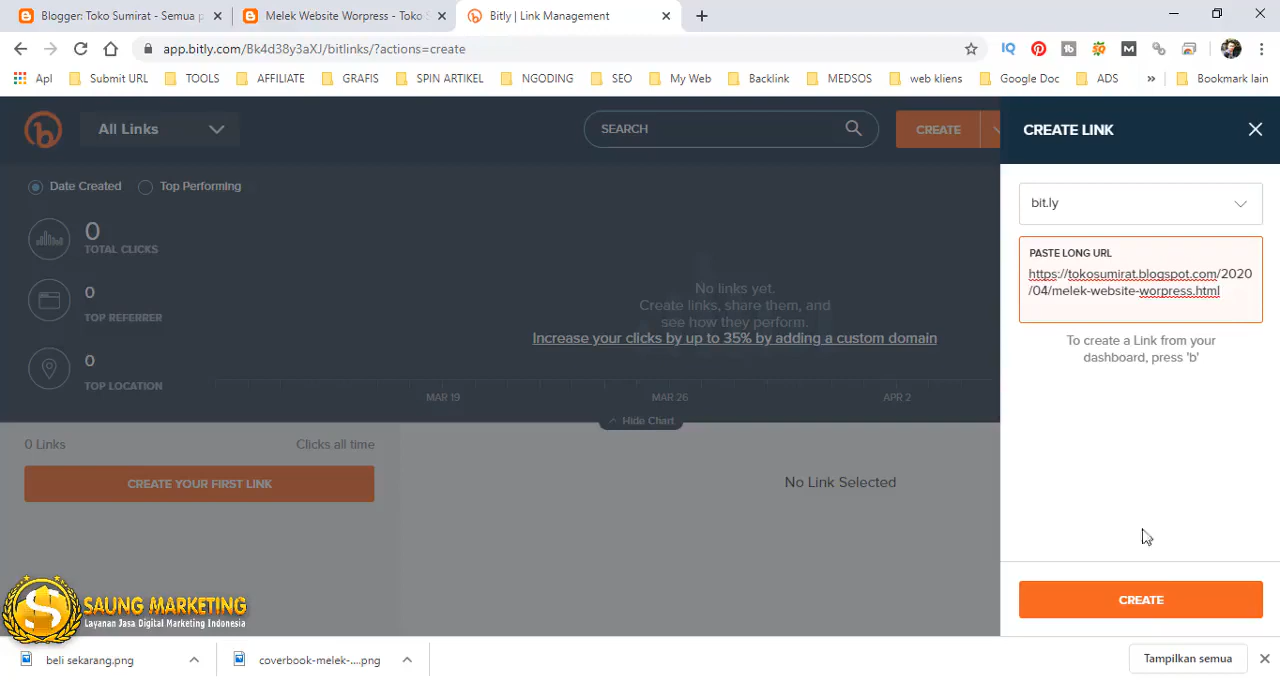 Blogger: Toko Sumirat - Semua p
Melek Website Worpress - Toko S
Bitly | Link Management
app.bitly.com/Bk4d38y3aXJ/bitlinks/?actions=create
Apl
Submit URL
TOOLS
AFFILIATE
GRAFIS
SPIN ARTIKEL
NGODING
SEO
My Web
Backlink
MEDSOS
web kliens
Google Doc
ADS
»
Bookmark lain
All Links
SEARCH
CREATE
CREATE LINK
Date Created
Top Performing
0
TOTAL CLICKS
0
TOP REFERRER
0
TOP LOCATION
No links yet.
Create links, share them, and
see how they perform.
Increase your clicks by up to 35% by adding a custom domain
MAR 19
MAR 26
APR 2
Hide Chart
bit.ly
PASTE LONG URL
https://tokosumirat.blogspot.com/2020
/04/melek-website-worpress.html
To create a Link from your
dashboard, press 'b'
0 Links
Clicks all time
CREATE YOUR FIRST LINK
No Link Selected
CREATE
SAUNG MARKETING
Layanan Jasa Digital Marketing Indonesia
beli sekarang.png
coverbook-melek-....png
Tampilkan semua